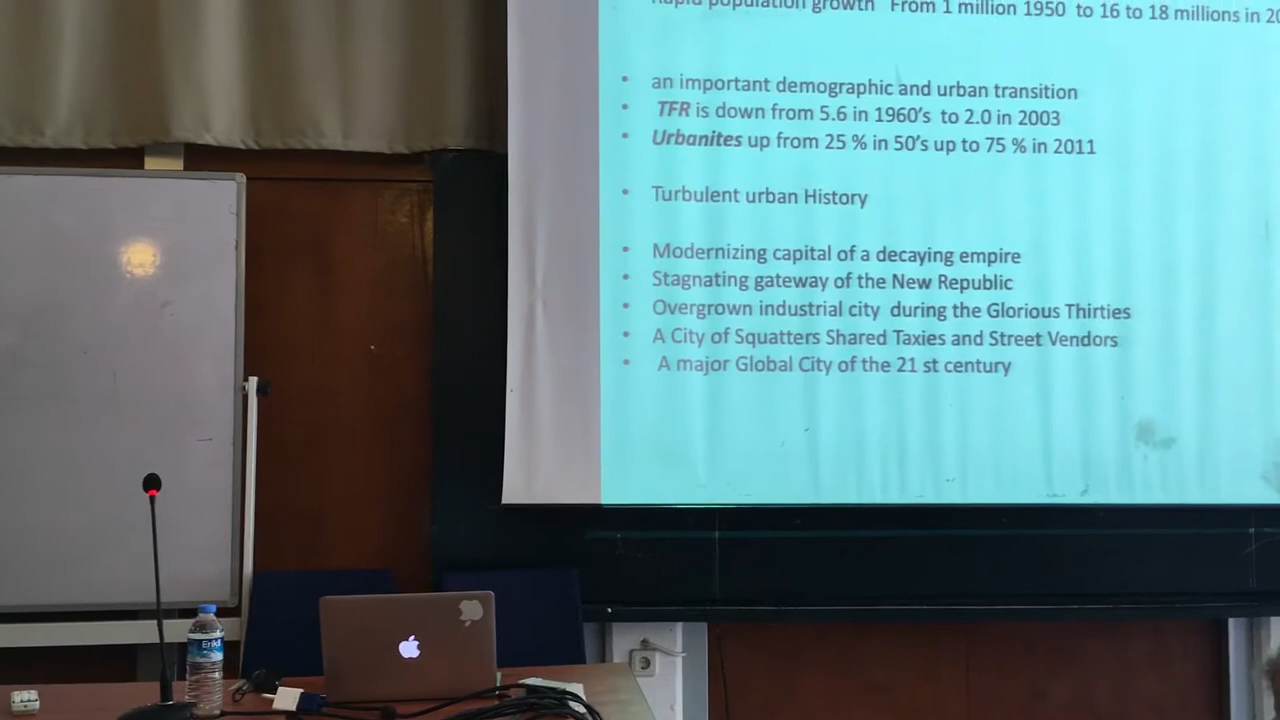 Rapid population growth From 1 million 1950 to 16 to 18 millions in
• an important demographic and urban transition
• TFR is down from 5.6 in 1960's to 2.0 in 2003
• Urbanites up from 25 % in 50's up to 75 % in 2011
• Turbulent urban History
• Modernizing capital of a decaying empire
• Stagnating gateway of the New Republic
• Overgrown industrial city during the Glorious Thirties
• A City of Squatters Shared Taxies and Street Vendors
• A major Global City of the 21 st century
Erikli